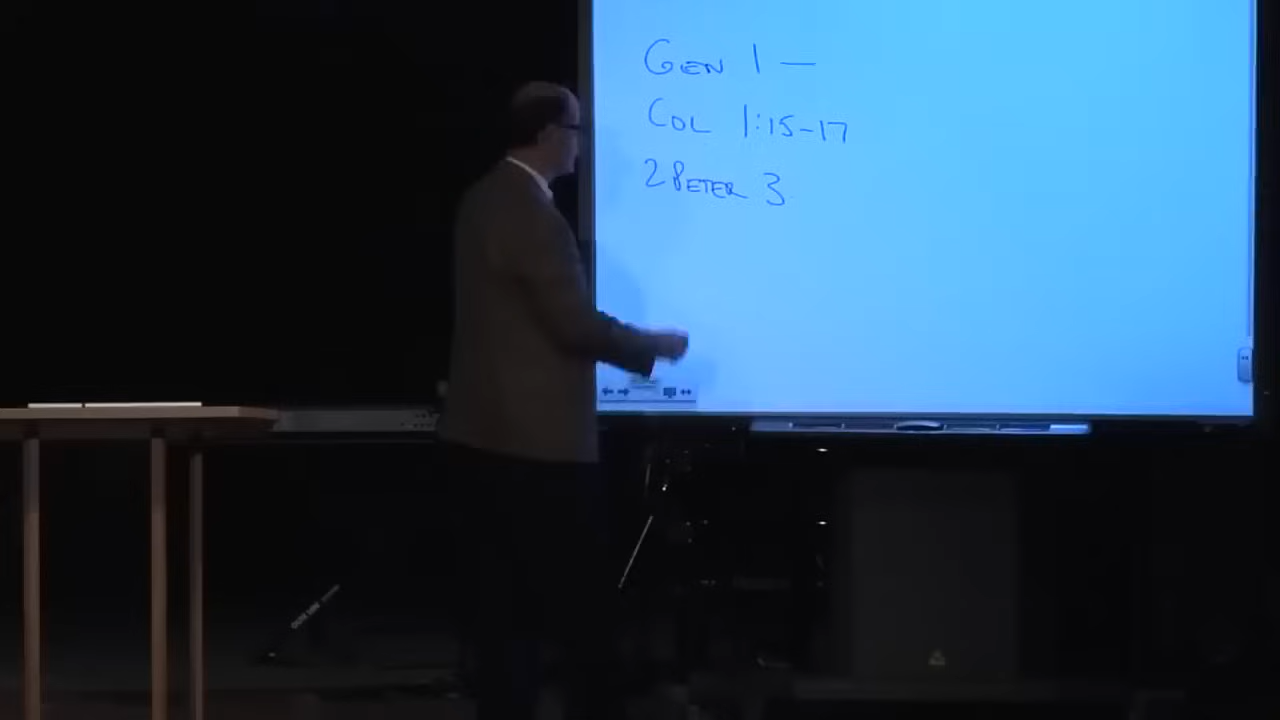 GEN 1 —
COL 1:15-17
2 PETER 3